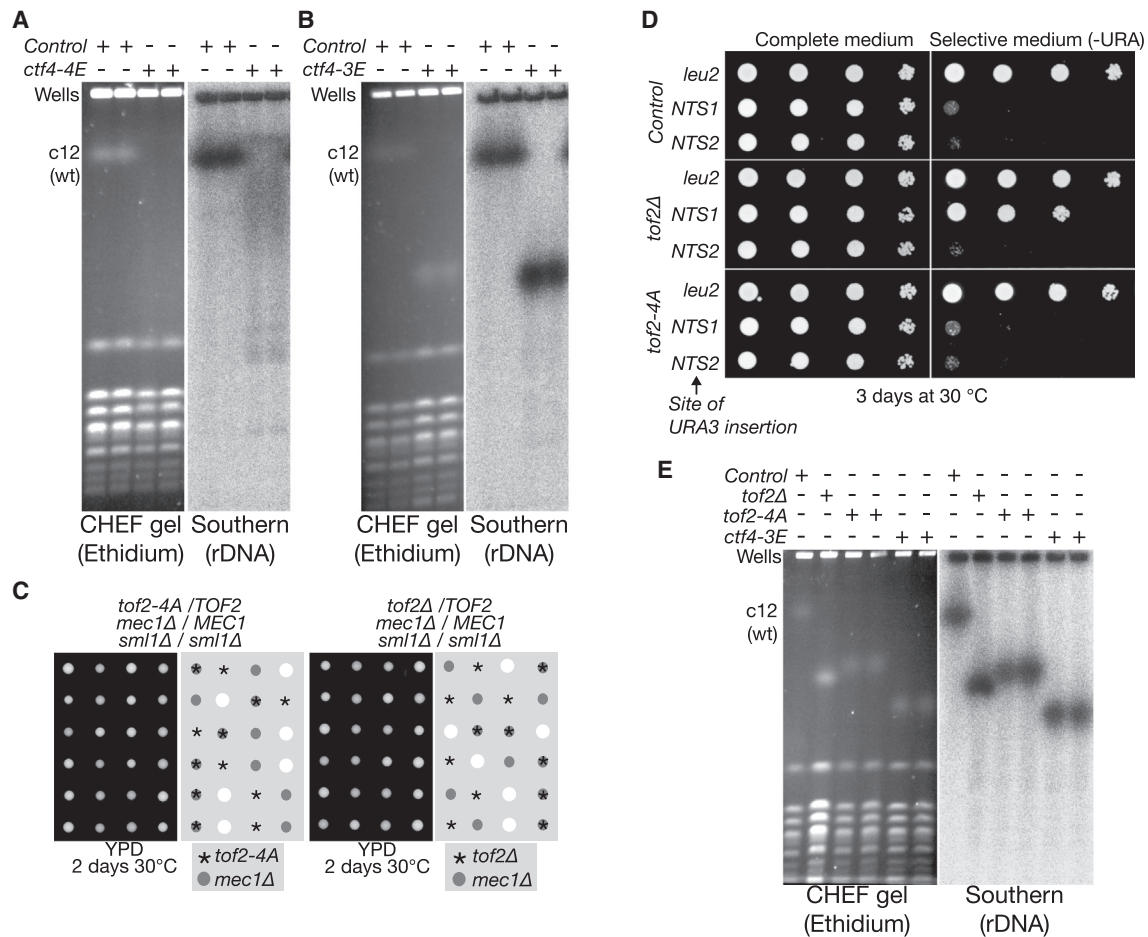 A
Control + + - - + + - -
ctf4-4E - - + + - - + +
Wells
c12
(wt)
CHEF gel
(Ethidium)
Southern
(rDNA)
B
Control + + - - + + - -
ctf4-3E - - + + - - + +
Wells
c12
(wt)
CHEF gel
(Ethidium)
Southern
(rDNA)
C
tof2-4A /TOF2
mec1Δ / MEC1
sml1Δ / sml1Δ
YPD
2 days 30°C
* tof2-4A
mec1Δ
tof2Δ /TOF2
mec1Δ / MEC1
sml1Δ / sml1Δ
YPD
2 days 30°C
* tof2Δ
mec1Δ
D
Complete medium
Selective medium (-URA)
Control
leu2
NTS1
NTS2
tof2Δ
leu2
NTS1
NTS2
tof2-4A
leu2
NTS1
NTS2
Site of
URA3 insertion
3 days at 30 °C
E
Control + - - - - - + - - - - -
tof2Δ - + - - - - - + - - - -
tof2-4A - - + + - - - - + + - -
ctf4-3E - - - - + + - - - - + +
Wells
c12
(wt)
CHEF gel
(Ethidium)
Southern
(rDNA)